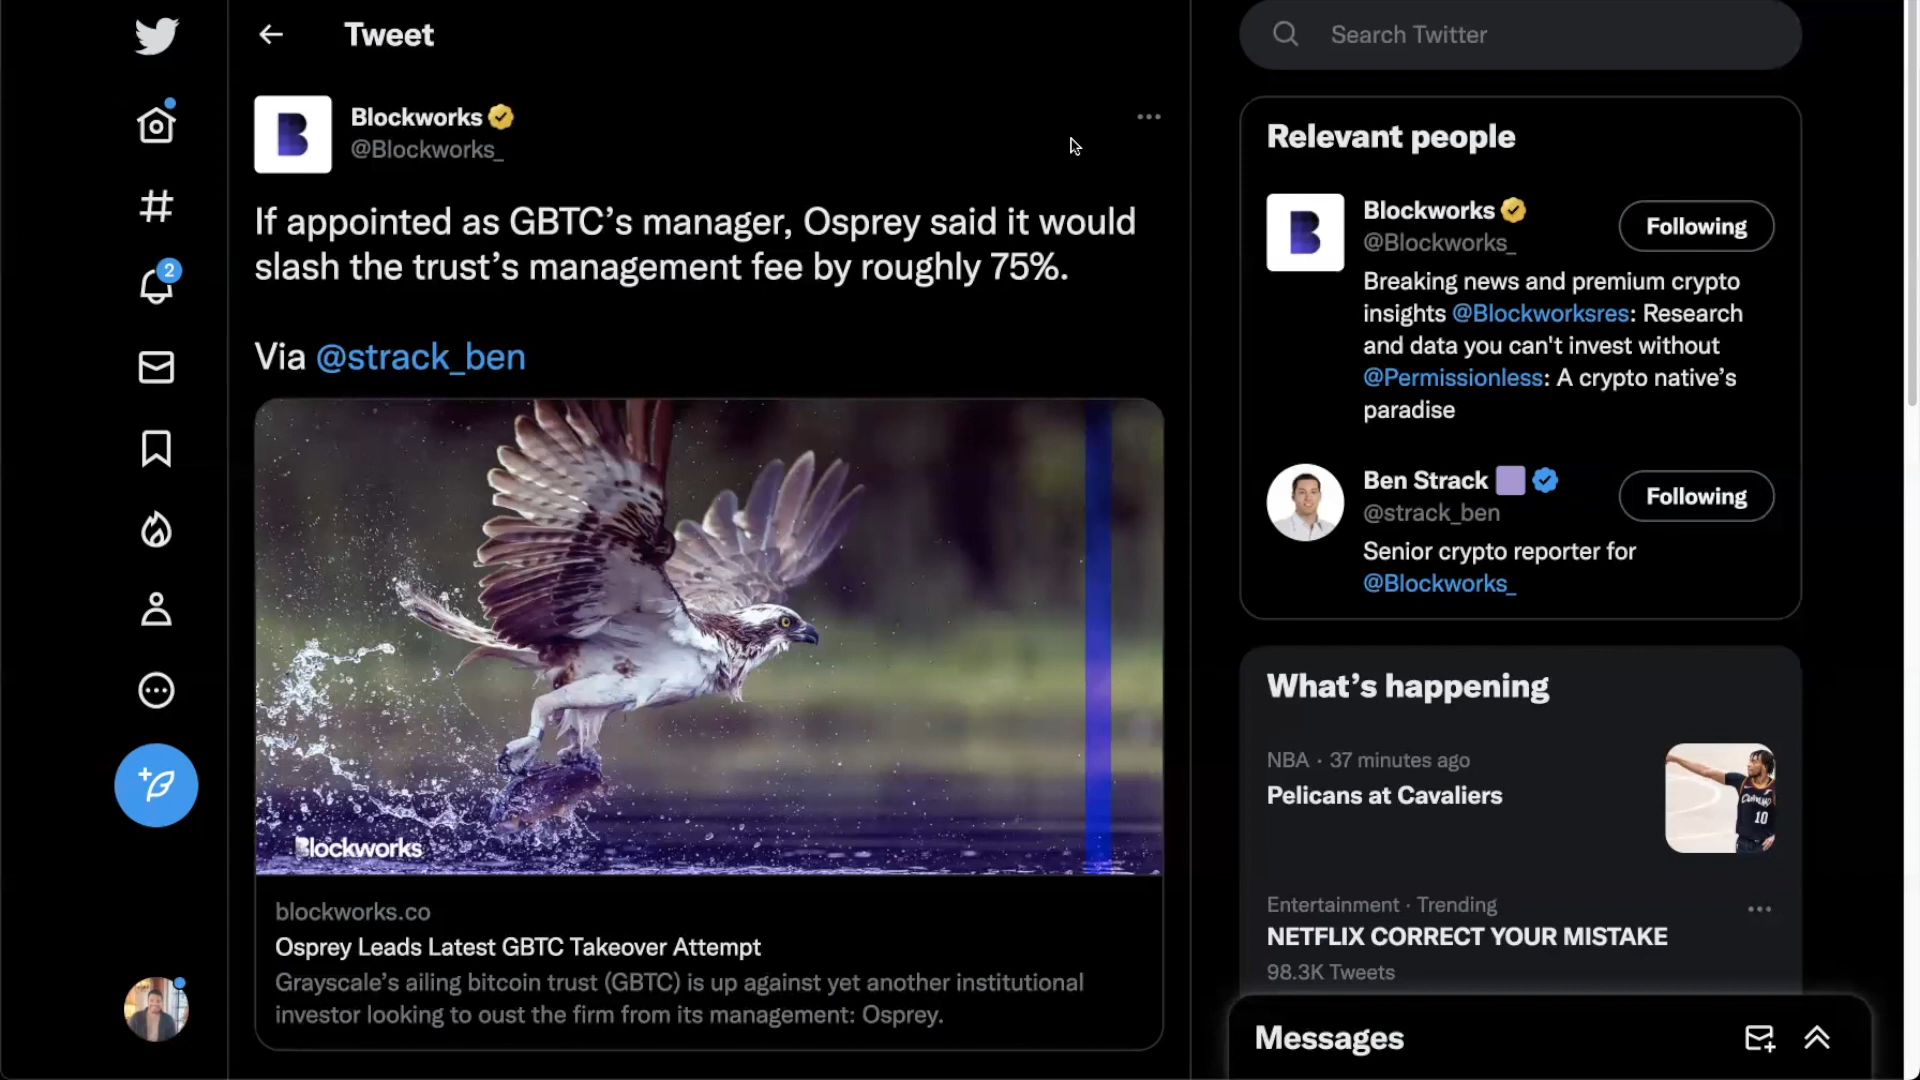 Tweet
Blockworks
@Blockworks_
If appointed as GBTC’s manager, Osprey said it would
slash the trust’s management fee by roughly 75%.
Via @strack_ben
Blockworks
blockworks.co
Osprey Leads Latest GBTC Takeover Attempt
Grayscale’s ailing bitcoin trust (GBTC) is up against yet another institutional
investor looking to oust the firm from its management: Osprey.
2
Search Twitter
Relevant people
Blockworks
@Blockworks_
Following
Breaking news and premium crypto
insights @Blockworksres: Research
and data you can't invest without
@Permissionless: A crypto native’s
paradise
Ben Strack
@strack_ben
Following
Senior crypto reporter for
@Blockworks_
What’s happening
NBA · 37 minutes ago
Pelicans at Cavaliers
10
Entertainment · Trending
NETFLIX CORRECT YOUR MISTAKE
98.3K Tweets
Messages